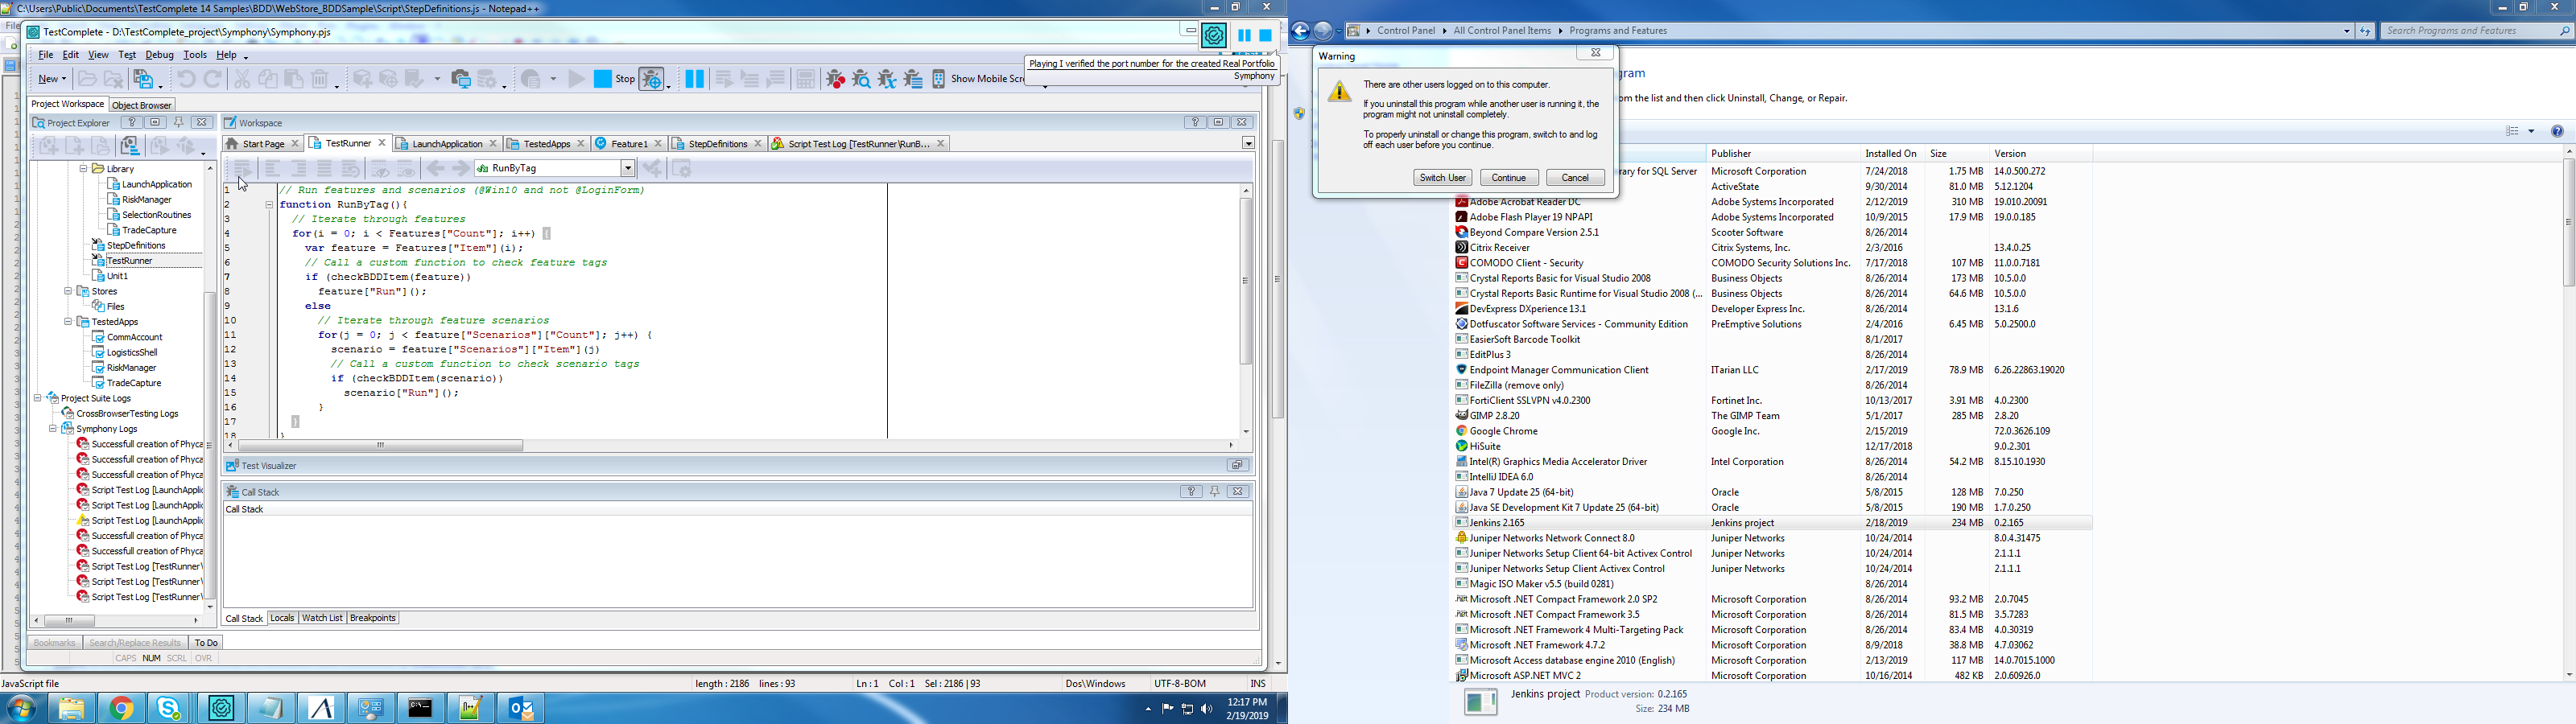 C:\Users\Public\Documents\TestComplete 14 Samples\BDD\WebStore_BDDSample\Script\StepDefinitions.js - Notepad++
TestComplete - D:\TestComplete_project\Symphony\Symphony.pjs
File Edit View Test Debug Tools Help
Playing I verified the port number for the created Real Portfolio
Symphony
New Stop Show Mobile Scr
Project Workspace Object Browser
Project Explorer
Library
LaunchApplication
RiskManager
SelectionRoutines
TradeCapture
StepDefinitions
TestRunner
Unit1
Stores
Files
TestedApps
CommAccount
LogisticsShell
RiskManager
TradeCapture
Project Suite Logs
CrossBrowserTesting Logs
Symphony Logs
Successfull creation of Phyca
Successfull creation of Phyca
Successfull creation of Phyca
Script Test Log [LaunchApplic
Script Test Log [LaunchApplic
Script Test Log [LaunchApplic
Successfull creation of Phyca
Successfull creation of Phyca
Script Test Log [TestRunner\
Script Test Log [TestRunner\
Script Test Log [TestRunner\
Workspace
Start Page TestRunner LaunchApplication TestedApps Feature1 StepDefinitions Script Test Log [TestRunner\RunB...
RunByTag
1 // Run features and scenarios (@Win10 and not @LoginForm)
2 function RunByTag(){
3 // Iterate through features
4 for(i = 0; i < Features["Count"]; i++) {
5 var feature = Features["Item"](i);
6 // Call a custom function to check feature tags
7 if (checkBDDItem(feature))
8 feature["Run"]();
9 else
10 // Iterate through feature scenarios
11 for(j = 0; j < feature["Scenarios"]["Count"]; j++) {
12 scenario = feature["Scenarios"]["Item"](j)
13 // Call a custom function to check scenario tags
14 if (checkBDDItem(scenario))
15 scenario["Run"]();
16 }
17 }
18 }
Test Visualizer
Call Stack
Call Stack
Call Stack Locals Watch List Breakpoints
Bookmarks Search/Replace Results To Do
CAPS NUM SCRL OVR
JavaScript file length : 2186 lines : 93 Ln : 1 Col : 1 Sel : 2186 | 93 Dos\Windows UTF-8-BOM INS
12:17 PM
2/19/2019
Control Panel All Control Panel Items Programs and Features Search Programs and Features
Warning
There are other users logged on to this computer.
If you uninstall this program while another user is running it, the
program might not uninstall completely.
To properly uninstall or change this program, switch to and log
off each user before you continue.
Switch User Continue Cancel
gram
om the list and then click Uninstall, Change, or Repair.
Publisher Installed On Size Version
rary for SQL Server Microsoft Corporation 7/24/2018 1.75 MB 14.0.500.272
ActiveState 9/30/2014 81.0 MB 5.12.1204
Adobe Acrobat Reader DC Adobe Systems Incorporated 2/12/2019 310 MB 19.010.20091
Adobe Flash Player 19 NPAPI Adobe Systems Incorporated 10/9/2015 17.9 MB 19.0.0.185
Beyond Compare Version 2.5.1 Scooter Software 8/26/2014
Citrix Receiver Citrix Systems, Inc. 2/3/2016 13.4.0.25
COMODO Client - Security COMODO Security Solutions Inc. 7/17/2018 107 MB 11.0.0.7181
Crystal Reports Basic for Visual Studio 2008 Business Objects 8/26/2014 173 MB 10.5.0.0
Crystal Reports Basic Runtime for Visual Studio 2008 (... Business Objects 8/26/2014 64.6 MB 10.5.0.0
DevExpress DXperience 13.1 Developer Express Inc. 8/26/2014 13.1.6
Dotfuscator Software Services - Community Edition PreEmptive Solutions 2/4/2016 6.45 MB 5.0.2500.0
EasierSoft Barcode Toolkit 8/1/2017
EditPlus 3 8/26/2014
Endpoint Manager Communication Client ITarian LLC 2/17/2019 78.9 MB 6.26.22863.19020
FileZilla (remove only) 8/26/2014
FortiClient SSLVPN v4.0.2300 Fortinet Inc. 10/13/2017 3.91 MB 4.0.2300
GIMP 2.8.20 The GIMP Team 5/1/2017 285 MB 2.8.20
Google Chrome Google Inc. 2/15/2019 72.0.3626.109
HiSuite 12/17/2018 9.0.2.301
Intel(R) Graphics Media Accelerator Driver Intel Corporation 8/26/2014 54.2 MB 8.15.10.1930
IntelliJ IDEA 6.0 8/26/2014
Java 7 Update 25 (64-bit) Oracle 5/8/2015 128 MB 7.0.250
Java SE Development Kit 7 Update 25 (64-bit) Oracle 5/8/2015 190 MB 1.7.0.250
Jenkins 2.165 Jenkins project 2/18/2019 234 MB 0.2.165
Juniper Networks Network Connect 8.0 Juniper Networks 10/24/2014 8.0.4.31475
Juniper Networks Setup Client 64-bit Activex Control Juniper Networks 10/24/2014 2.1.1.1
Juniper Networks Setup Client Activex Control Juniper Networks 10/24/2014 2.1.1.1
Magic ISO Maker v5.5 (build 0281) 8/26/2014
Microsoft .NET Compact Framework 2.0 SP2 Microsoft Corporation 8/26/2014 93.2 MB 2.0.7045
Microsoft .NET Compact Framework 3.5 Microsoft Corporation 8/26/2014 81.5 MB 3.5.7283
Microsoft .NET Framework 4 Multi-Targeting Pack Microsoft Corporation 8/26/2014 83.4 MB 4.0.30319
Microsoft .NET Framework 4.7.2 Microsoft Corporation 8/9/2018 38.8 MB 4.7.03062
Microsoft Access database engine 2010 (English) Microsoft Corporation 2/13/2019 117 MB 14.0.7015.1000
Microsoft ASP.NET MVC 2 Microsoft Corporation 10/16/2014 482 KB 2.0.60926.0
Jenkins project Product version: 0.2.165
Size: 234 MB